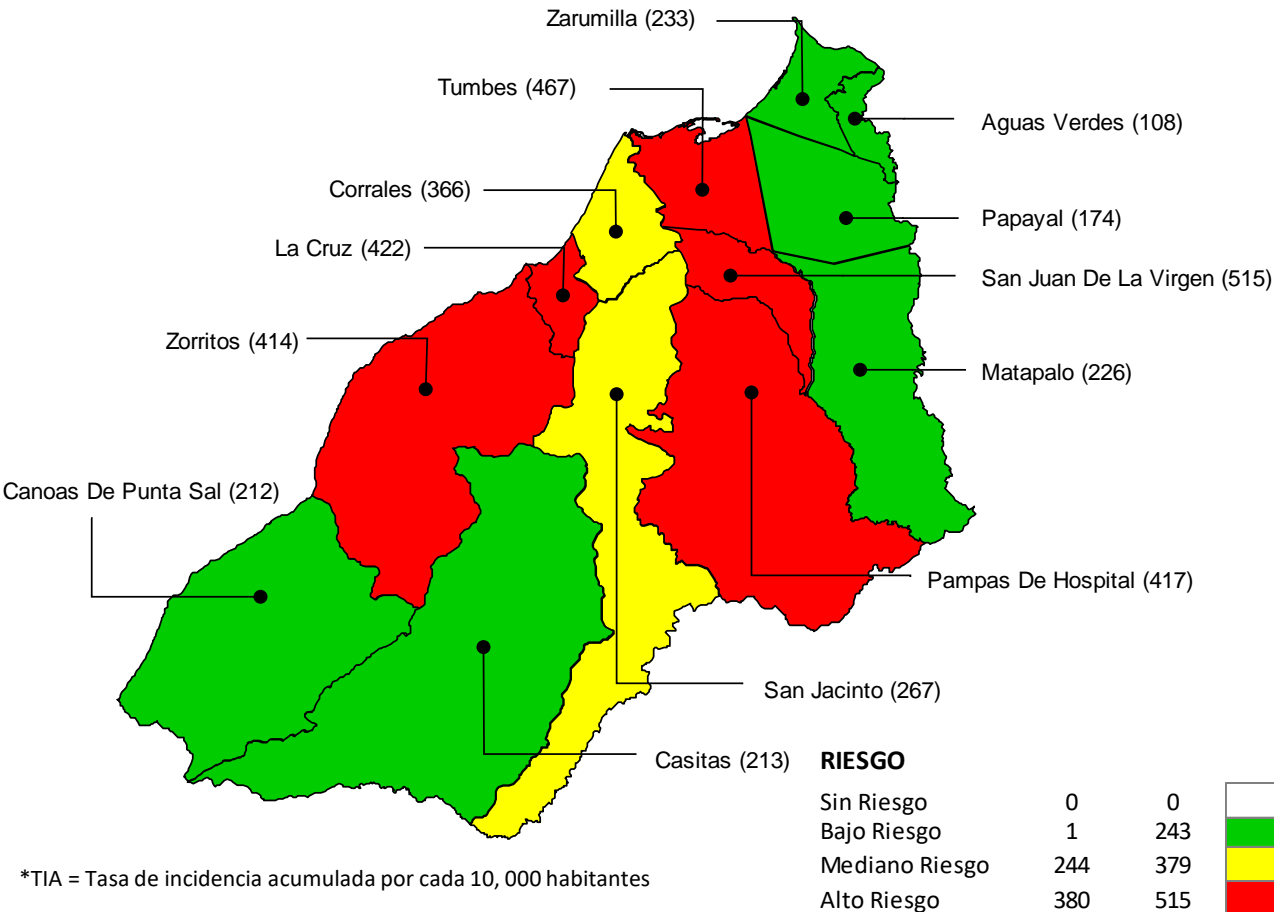 Zarumilla (233)
Tumbes (467)
Aguas Verdes (108)
Corrales (366)
Papayal (174)
La Cruz (422)
San Juan De La Virgen (515)
Zorritos (414)
Matapalo (226)
Canoas De Punta Sal (212)
Pampas De Hospital (417)
San Jacinto (267)
Casitas (213)
RIESGO
Sin Riesgo 0 0
Bajo Riesgo 1 243
Mediano Riesgo 244 379
Alto Riesgo 380 515
*TIA = Tasa de incidencia acumulada por cada 10, 000 habitantes